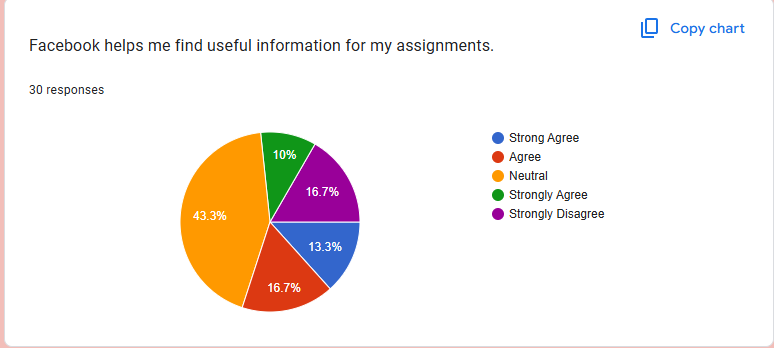 Copy chart
Facebook helps me find useful information for my assignments.
30 responses
Strong Agree
Agree
Neutral
Strongly Agree
Strongly Disagree
10%
16.7%
43.3%
13.3%
16.7%